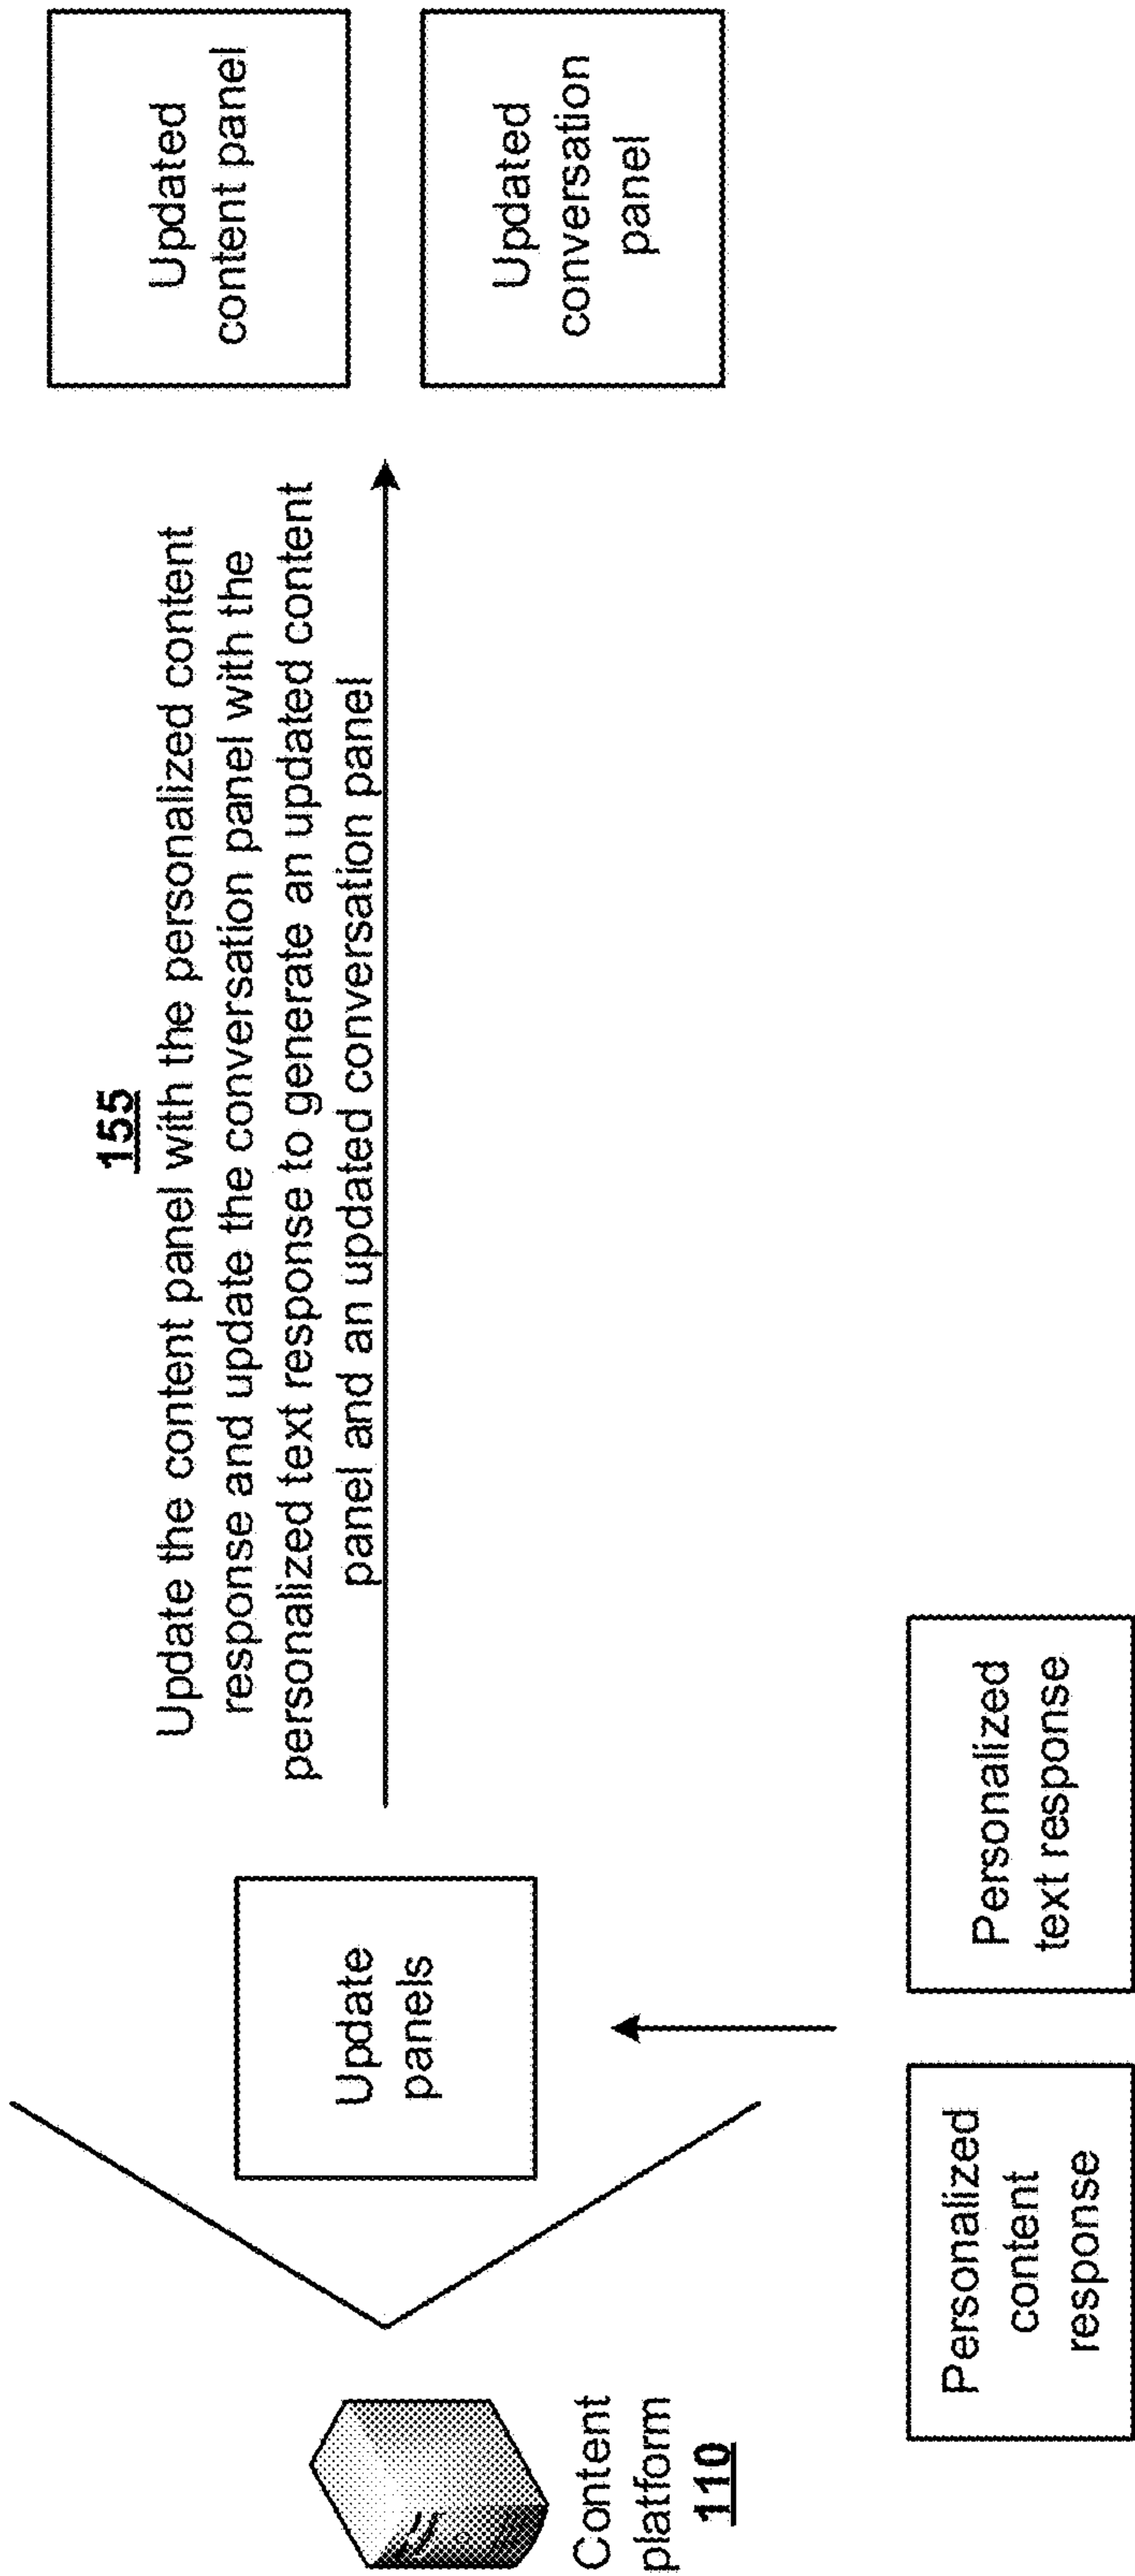 155
Update the content panel with the personalized content
response and update the conversation panel with the
personalized text response to generate an updated content
panel and an updated conversation panel
Updated
content panel
Updated
conversation
panel
Update
panels
Content
platform
110
Personalized
content
response
Personalized
text response